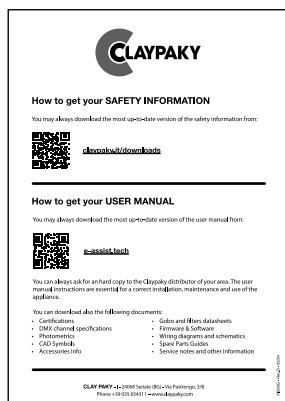 CLAYPAKY
How to get your SAFETY INFORMATION
You may always download the most up-to-date version of the safety information from:
claypaky.it/downloads
How to get your USER MANUAL
You may always download the most up-to-date version of the user manual from:
e-assist.tech
You can always ask for an hard copy to the Claypaky distributor of your area. The user
manual instructions are essential for a correct installation, maintenance and use of the
appliance.
You can download also the following documents:
• Certifications
• DMX channel specifications
• Photometrics
• CAD Symbols
• Accessories info
• Gobo and filters datasheets
• Firmware & Software
• Wiring diagrams and schematics
• Spare Parts Guides
• Service notes and other information
CLAY PAKY - I - 24068 Seriate (BG) - Via Pastrengo, 3/B
Phone +39 035 654311 - www.claypaky.com